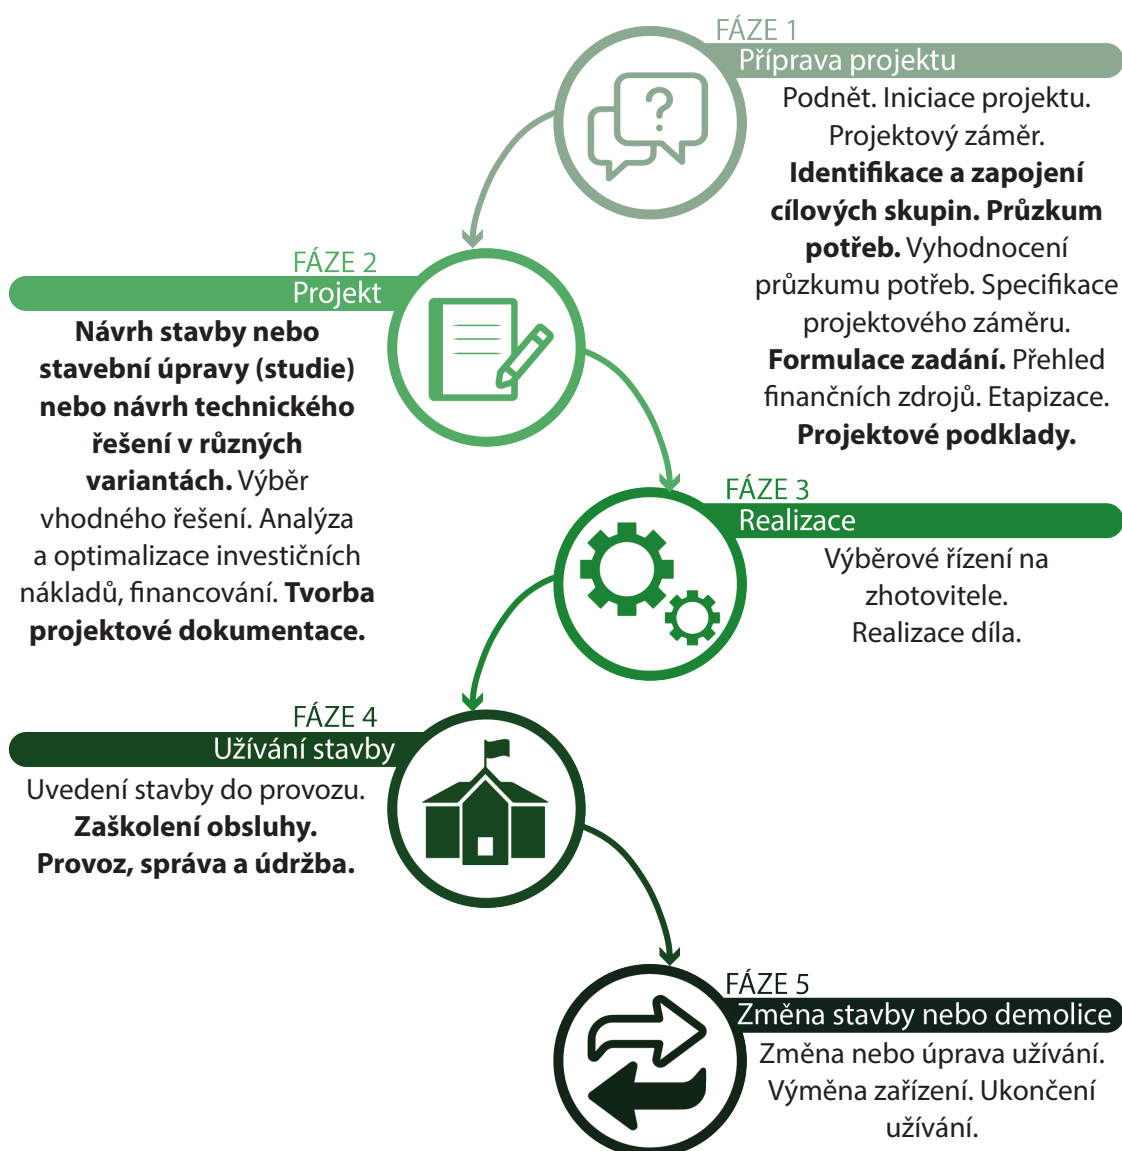 FÁZE 1
Příprava projektu
Podnět. Iniciace projektu.
Projektový záměr.
Identifikace a zapojení
cílových skupin. Průzkum
potřeb. Vyhodnocení
průzkumu potřeb. Specifikace
projektového záměru.
Formulace zadání. Přehled
finančních zdrojů. Etapizace.
Projektové podklady.
FÁZE 2
Projekt
Návrh stavby nebo
stavební úpravy (studie)
nebo návrh technického
řešení v různých
variantách. Výběr
vhodného řešení. Analýza
a optimalizace investičních
nákladů, financování. Tvorba
projektové dokumentace.
FÁZE 3
Realizace
Výběrové řízení na
zhotovitele.
Realizace díla.
FÁZE 4
Užívání stavby
Uvedení stavby do provozu.
Zaškolení obsluhy.
Provoz, správa a údržba.
FÁZE 5
Změna stavby nebo demolice
Změna nebo úprava užívání.
Výměna zařízení. Ukončení
užívání.